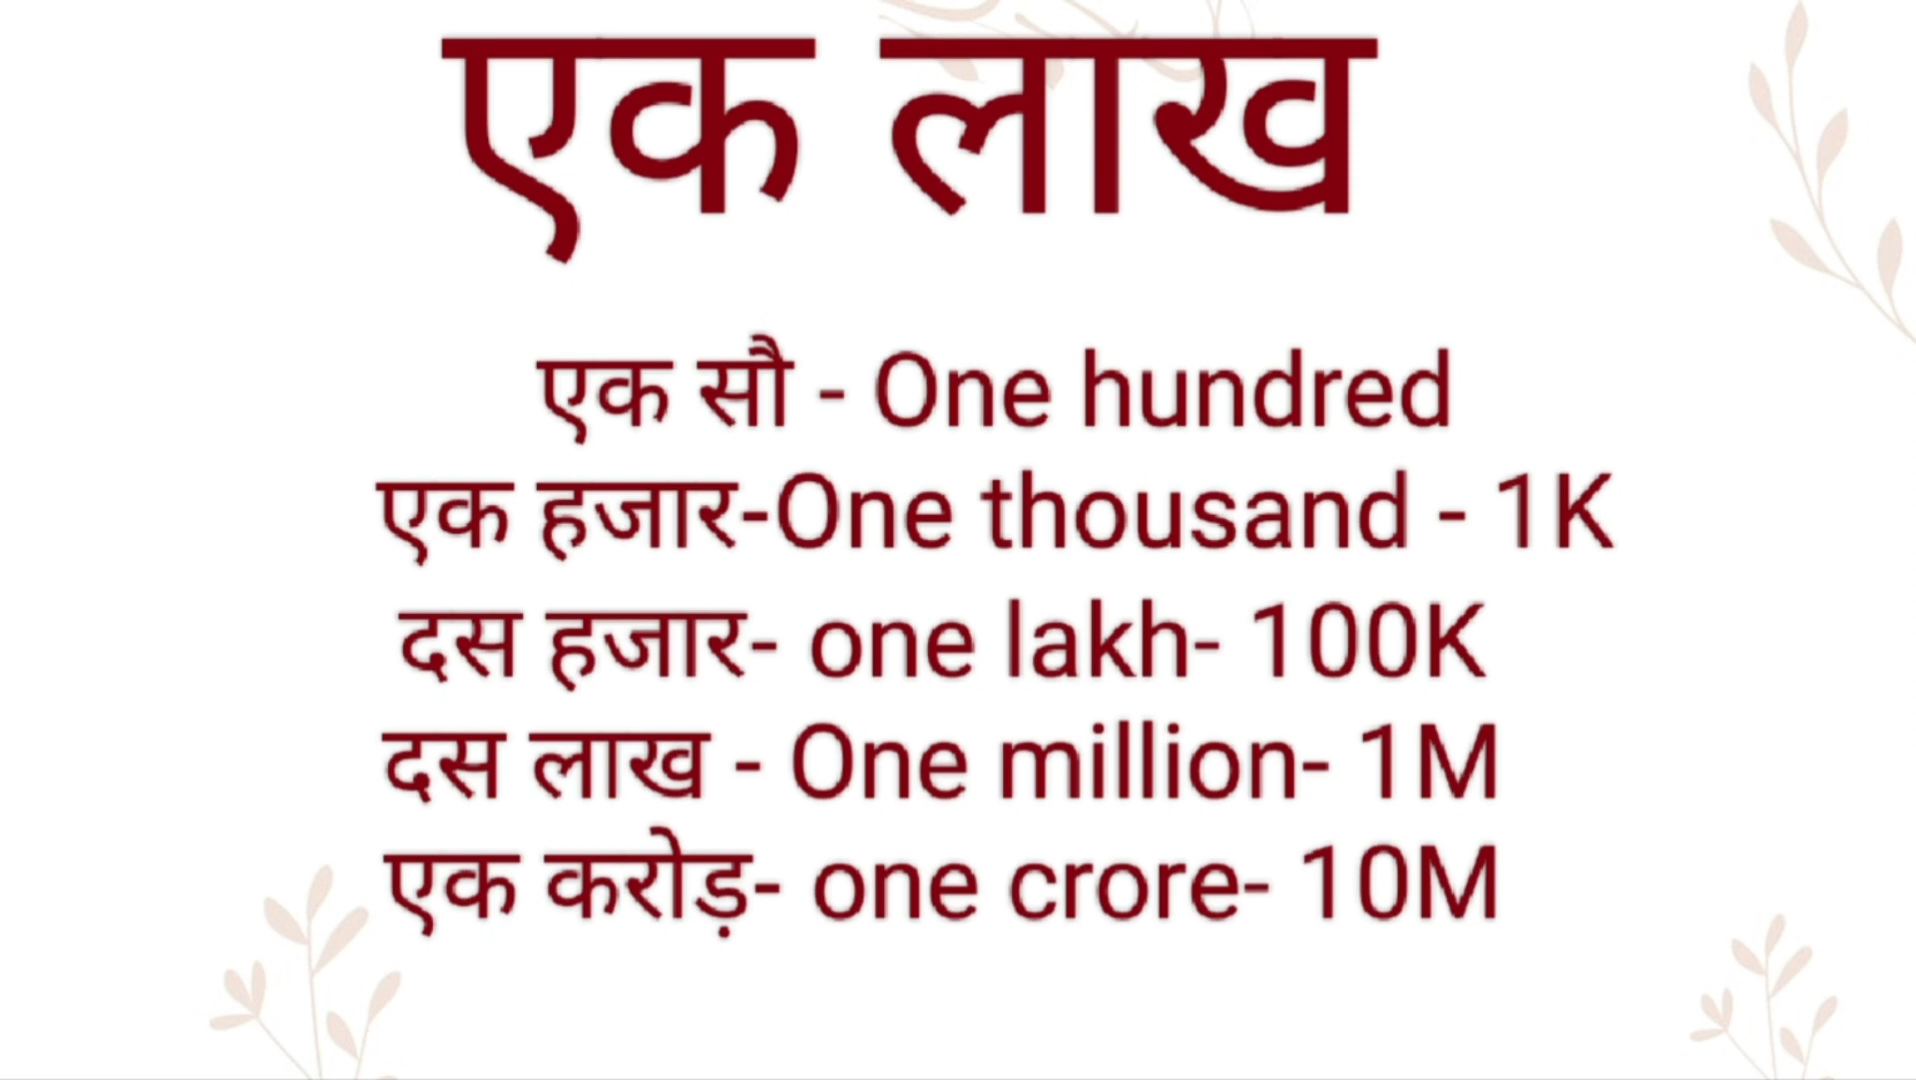 एक लाख
एक सौ - One hundred
एक हजार-One thousand - 1K
दस हजार- one lakh- 100K
दस लाख - One million- 1M
एक करोड़- one crore- 10M